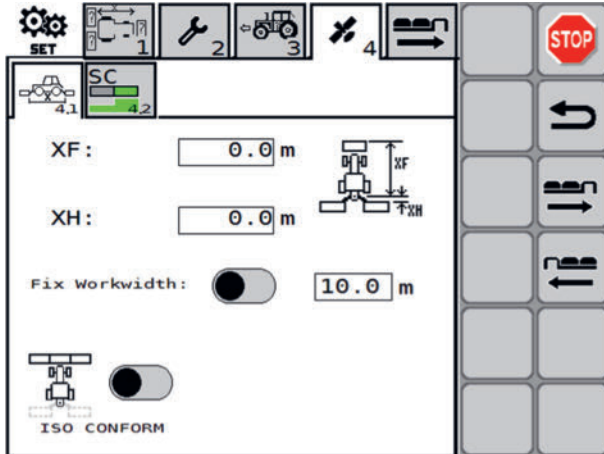 SET
1
2
3
4
STOP
4.1
SC
4.2
XF:
0.0 m
XF
XH:
0.0 m
XH
Fix Workwidth:
10.0 m
ISO CONFORM